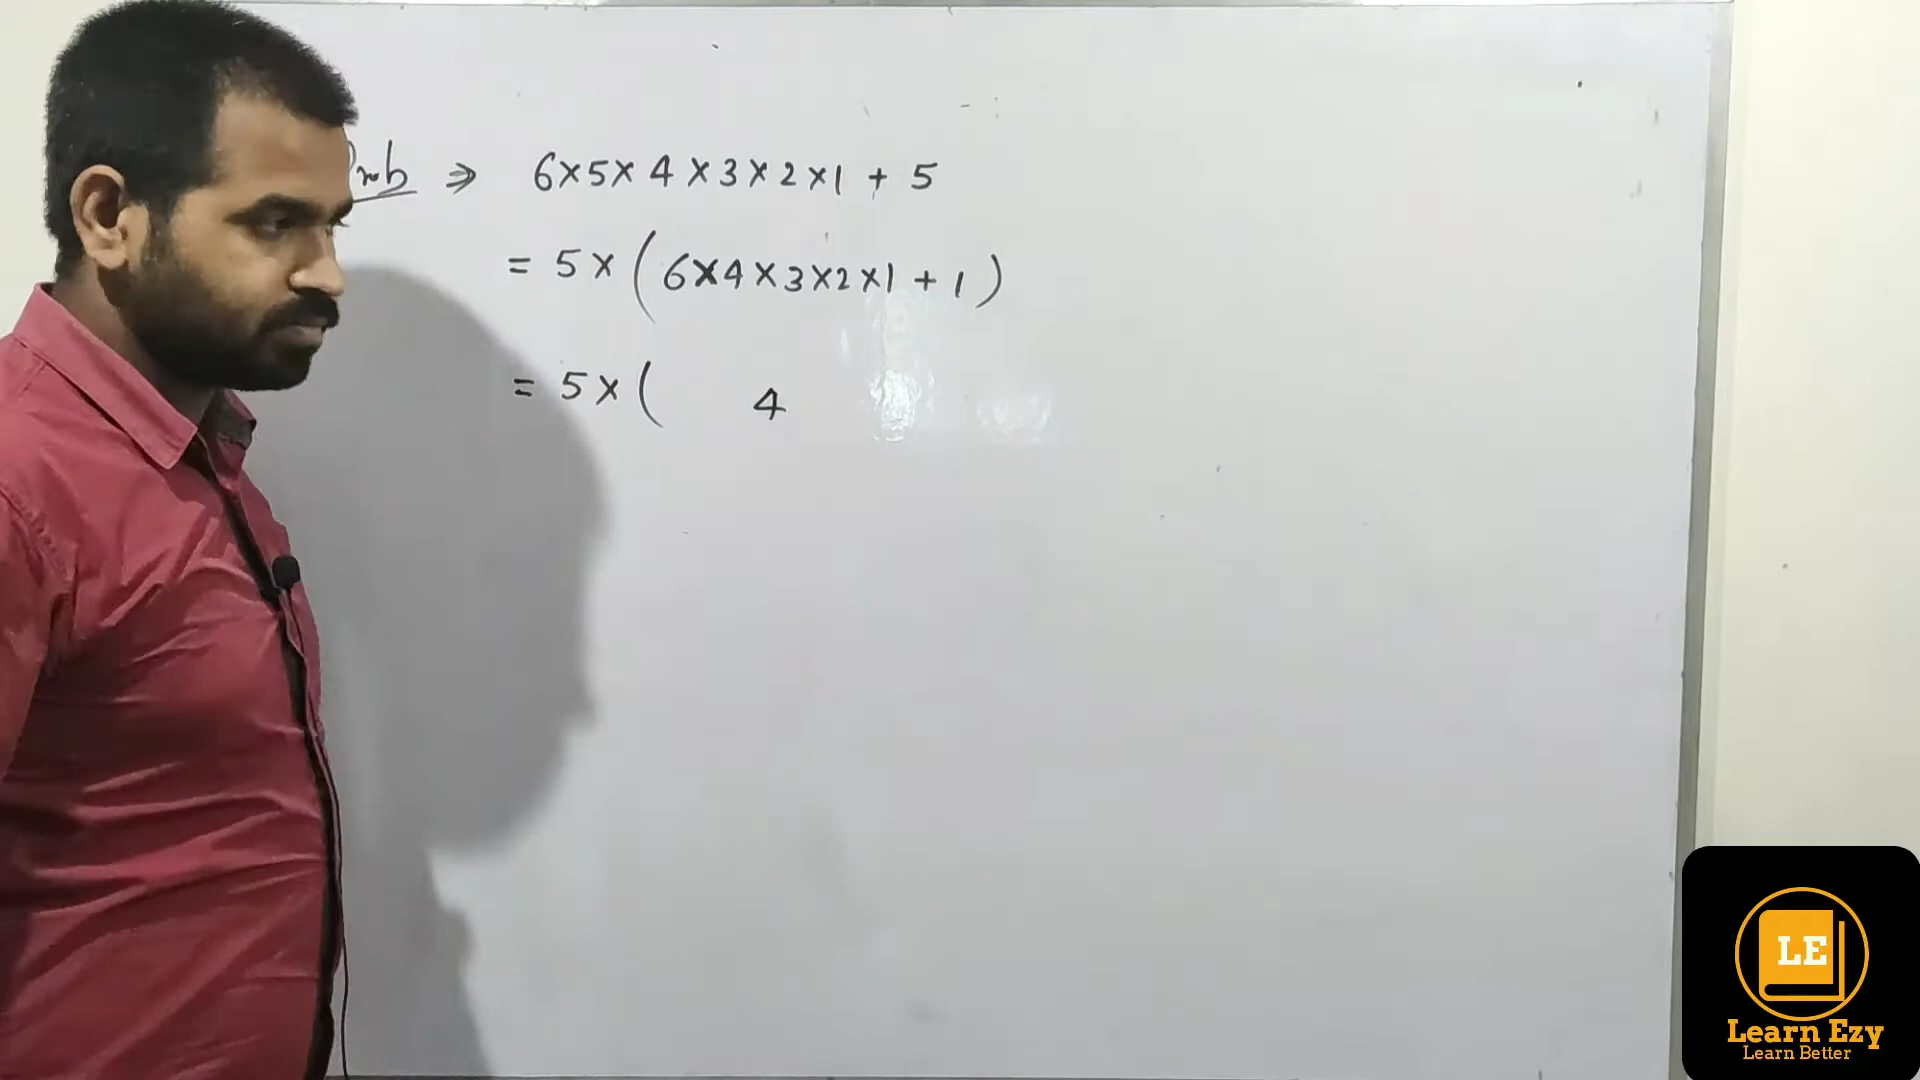 ⇒ 6×5×4×3×2×1 + 5
= 5×(6×4×3×2×1 + 1)
= 5×( 4
LE
Learn Ezy
Learn Better